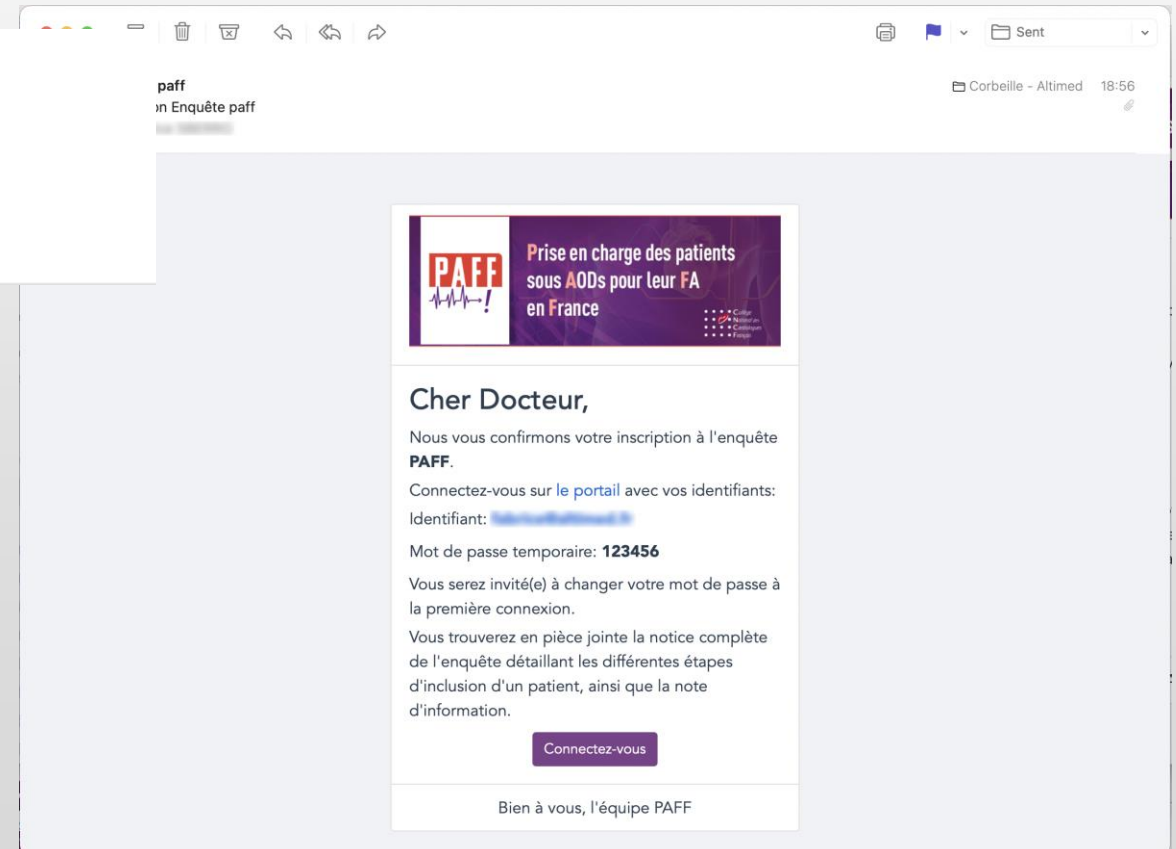 Sent
paff
on Enquête paff
Corbeille - Altimed 18:56
PAFF
Prise en charge des patients
sous AODs pour leur FA
en France
Cher Docteur,
Nous vous confirmons votre inscription à l'enquête
PAFF.
Connectez-vous sur le portail avec vos identifiants:
Identifiant:
Mot de passe temporaire: 123456
Vous serez invité(e) à changer votre mot de passe à
la première connexion.
Vous trouverez en pièce jointe la notice complète
de l'enquête détaillant les différentes étapes
d'inclusion d'un patient, ainsi que la note
d'information.
Connectez-vous
Bien à vous, l'équipe PAFF